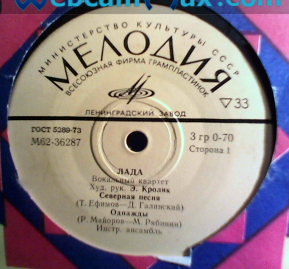 WebcamMax.com
МИНИСТЕРСТВО КУЛЬТУРЫ СССР
МЕЛОДИЯ
ВСЕСОЮЗНАЯ ФИРМА ГРАМПЛАСТИНОК
33
ЛЕНИНГРАДСКИЙ ЗАВОД
ГОСТ 5289-73
3 гр 0-70
М62-36287
Сторона 1
ЛАДА
Вокальный квартет
Худ. рук. Э. Кролик
Северная песня
(Т. Ефимов—Д. Галинский)
Однажды
(Р. Майоров—М. Рябинин)
Инстр. ансамбль